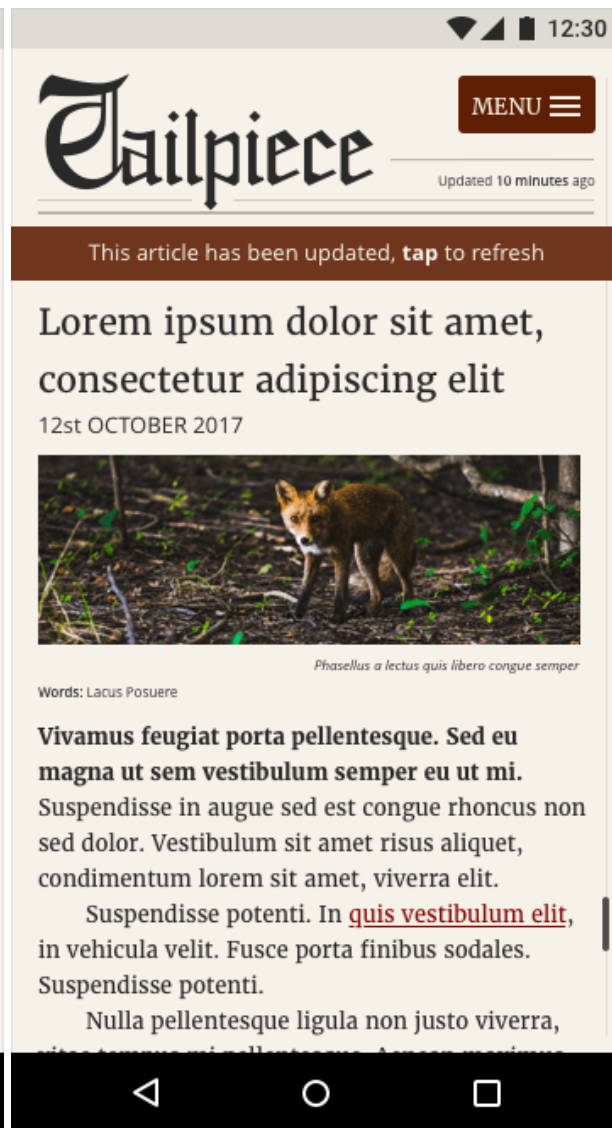 12:30
Tailpiece
MENU
Updated 10 minutes ago
This article has been updated, tap to refresh
Lorem ipsum dolor sit amet,
consectetur adipiscing elit
12st OCTOBER 2017
Phasellus a lectus quis libero congue semper
Words: Lacus Posuere
Vivamus feugiat porta pellentesque. Sed eu
magna ut sem vestibulum semper eu ut mi.
Suspendisse in augue sed est congue rhoncus non
sed dolor. Vestibulum sit amet risus aliquet,
condimentum lorem sit amet, viverra elit.
Suspendisse potenti. In quis vestibulum elit,
in vehicula velit. Fusce porta finibus sodales.
Suspendisse potenti.
Nulla pellentesque ligula non justo viverra,